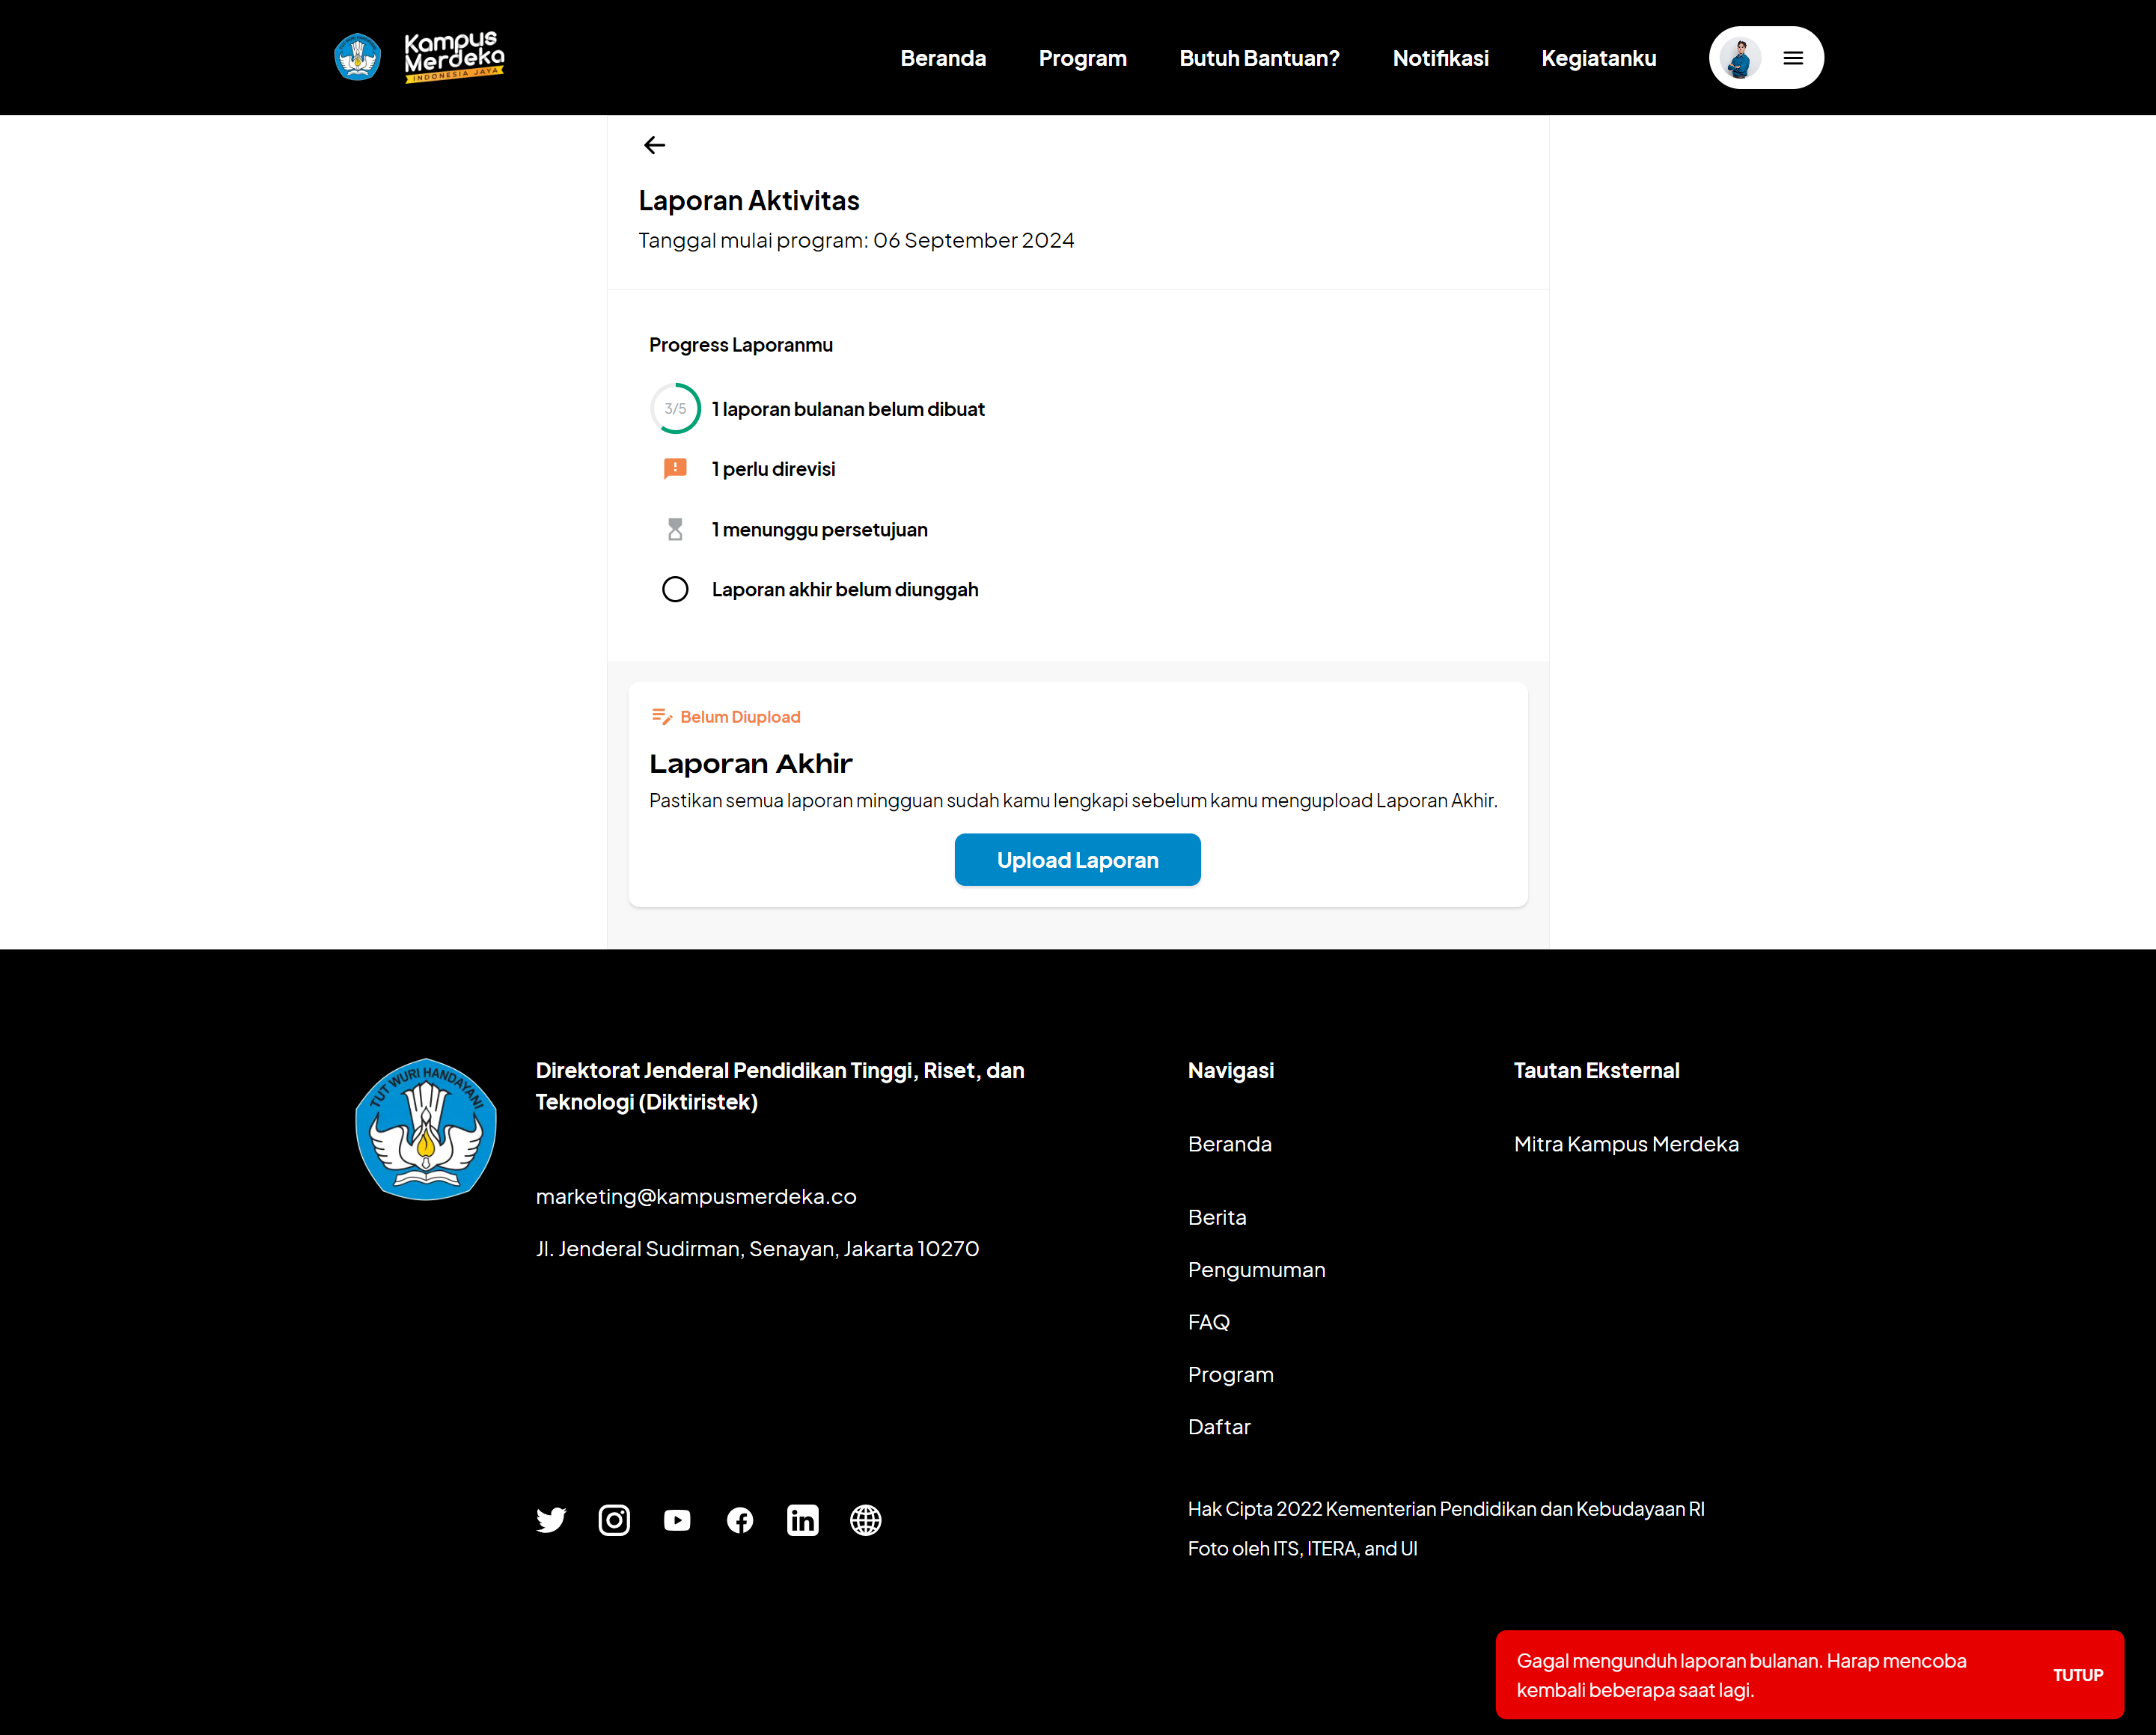 Kampus
Merdeka
INDONESIA JAYA
Beranda
Program
Butuh Bantuan?
Notifikasi
Kegiatanku
Laporan Aktivitas
Tanggal mulai program: 06 September 2024
Progress Laporanmu
3/5
1 laporan bulanan belum dibuat
1 perlu direvisi
1 menunggu persetujuan
Laporan akhir belum diunggah
Belum Diupload
Laporan Akhir
Pastikan semua laporan mingguan sudah kamu lengkapi sebelum kamu mengupload Laporan Akhir.
Upload Laporan
TUT WURI HANDAYANI
Direktorat Jenderal Pendidikan Tinggi, Riset, dan
Teknologi (Diktiristek)
marketing@kampusmerdeka.co
Jl. Jenderal Sudirman, Senayan, Jakarta 10270
Navigasi
Beranda
Berita
Pengumuman
FAQ
Program
Daftar
Tautan Eksternal
Mitra Kampus Merdeka
Hak Cipta 2022 Kementerian Pendidikan dan Kebudayaan RI
Foto oleh ITS, ITERA, and UI
Gagal mengunduh laporan bulanan. Harap mencoba
kembali beberapa saat lagi.
TUTUP